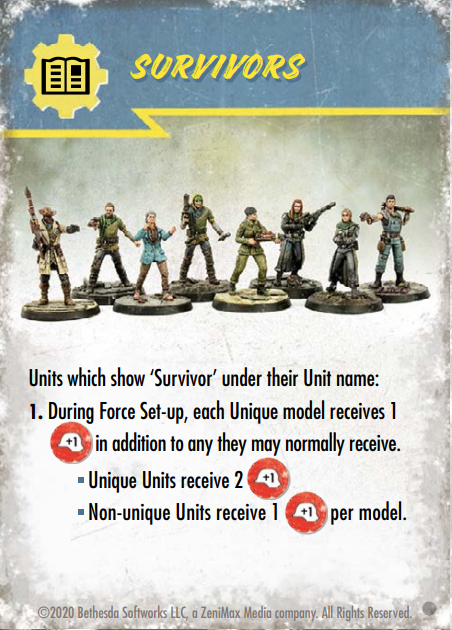 SURVIVORS
Units which show ‘Survivor’ under their Unit name:
1. During Force Set-up, each Unique model receives 1
+1 in addition to any they may normally receive.
▪ Unique Units receive 2 +1
▪ Non-unique Units receive 1 +1 per model.
©2020 Bethesda Softworks LLC, a ZeniMax Media company. All Rights Reserved.